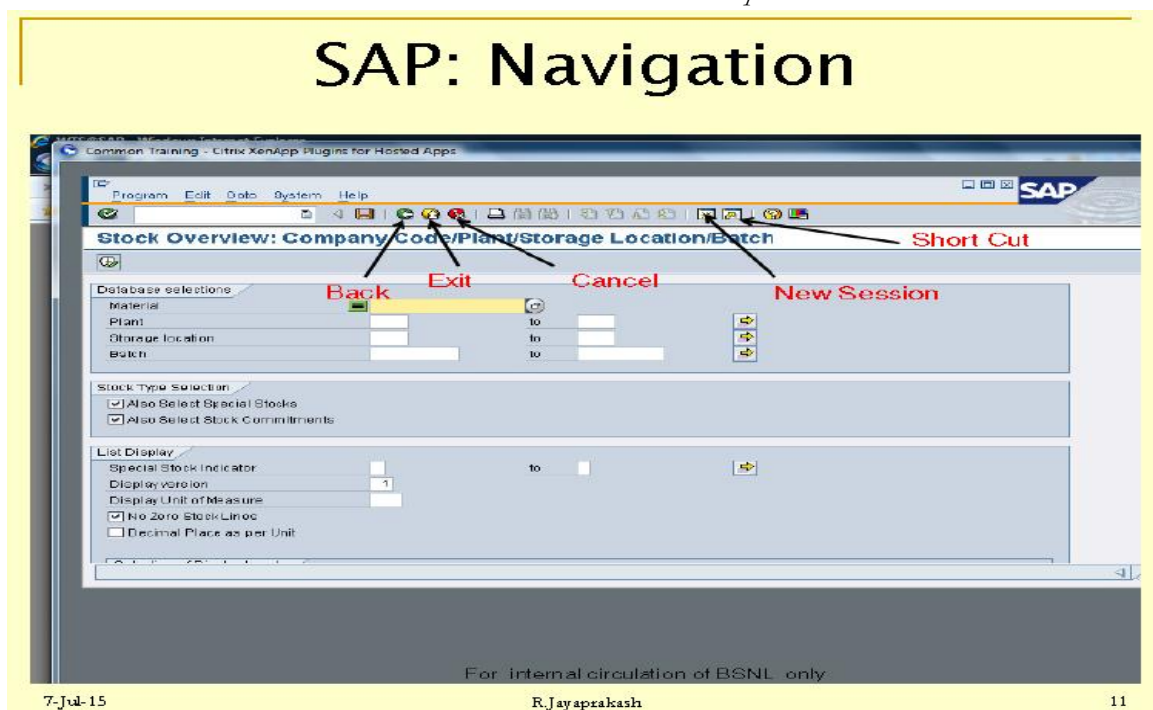 SAP: Navigation
Common Training - Citrix XenApp Plugins for Hosted Apps
Program Edit Goto System Help
SAP
Stock Overview: Company Code/Plant/Storage Location/Batch
Short Cut
Back
Exit
Cancel
New Session
Database selections
Material
Plant to
Storage location to
Batch to
Stock Type Selection
Also Select Special Stocks
Also Select Stock Commitments
List Display
Special Stock Indicator to
Display version 1
Display Unit of Measure
No Zero Stock Lines
Decimal Place as per Unit
For internal circulation of BSNL only
7-Jul-15 R.Jayaprakash 11